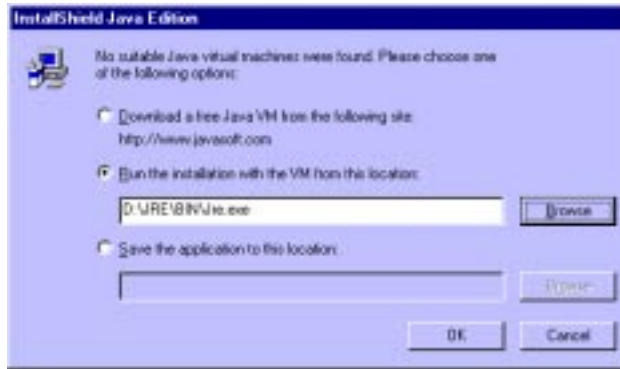 InstallShield Java Edition
No suitable Java virtual machines were found. Please choose one
of the following options:
Download a free Java VM from the following site:
http://www.javasoft.com
Run the installation with the VM from this location:
D:\JRE\BIN\Jre.exe
Browse
Save the application to this location:
Browse
OK
Cancel